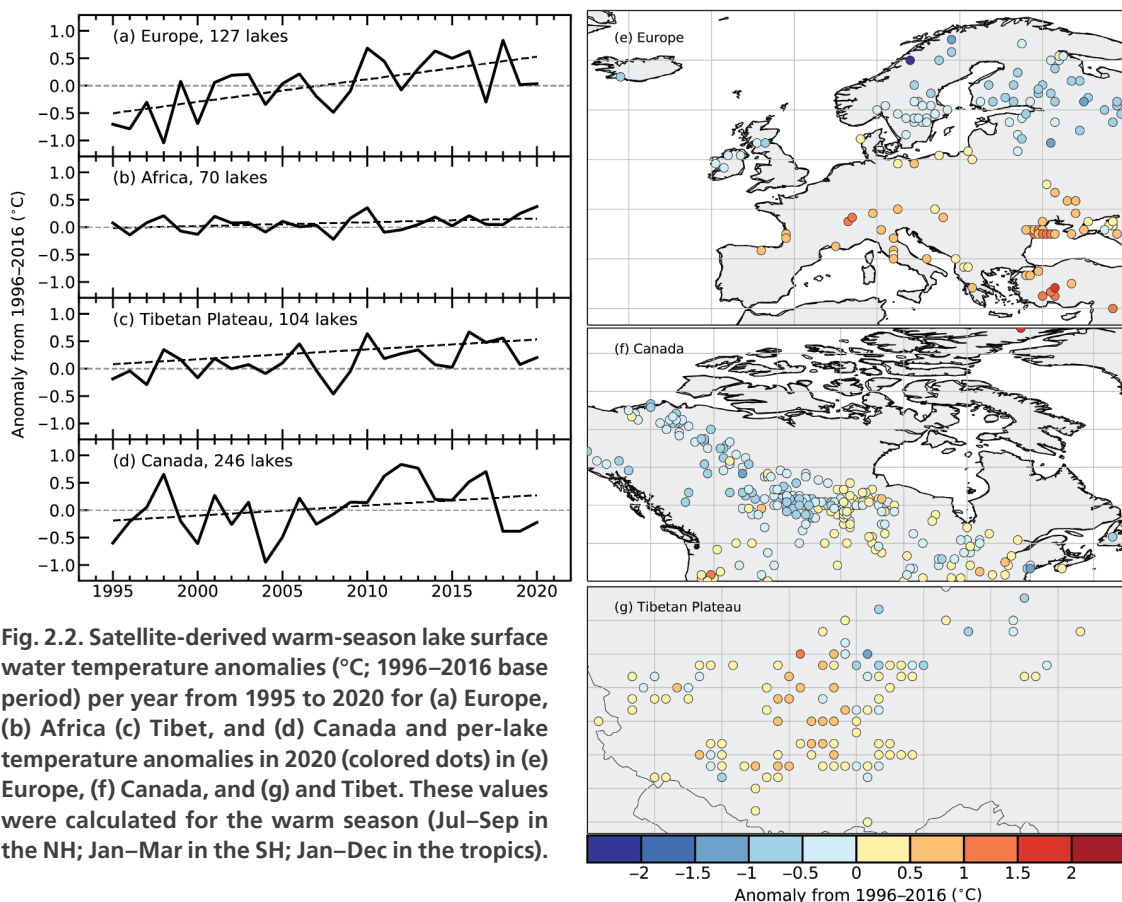 (a) Europe, 127 lakes
1.0
0.5
0.0
−0.5
−1.0
(b) Africa, 70 lakes
1.0
0.5
0.0
−0.5
−1.0
(c) Tibetan Plateau, 104 lakes
1.0
0.5
0.0
−0.5
−1.0
(d) Canada, 246 lakes
1.0
0.5
0.0
−0.5
−1.0
Anomaly from 1996–2016 (°C)
1995 2000 2005 2010 2015 2020
Fig. 2.2. Satellite-derived warm-season lake surface
water temperature anomalies (°C; 1996–2016 base
period) per year from 1995 to 2020 for (a) Europe,
(b) Africa (c) Tibet, and (d) Canada and per-lake
temperature anomalies in 2020 (colored dots) in (e)
Europe, (f) Canada, and (g) and Tibet. These values
were calculated for the warm season (Jul–Sep in
the NH; Jan–Mar in the SH; Jan–Dec in the tropics).
(e) Europe
(f) Canada
(g) Tibetan Plateau
−2 −1.5 −1 −0.5 0 0.5 1 1.5 2
Anomaly from 1996–2016 (°C)